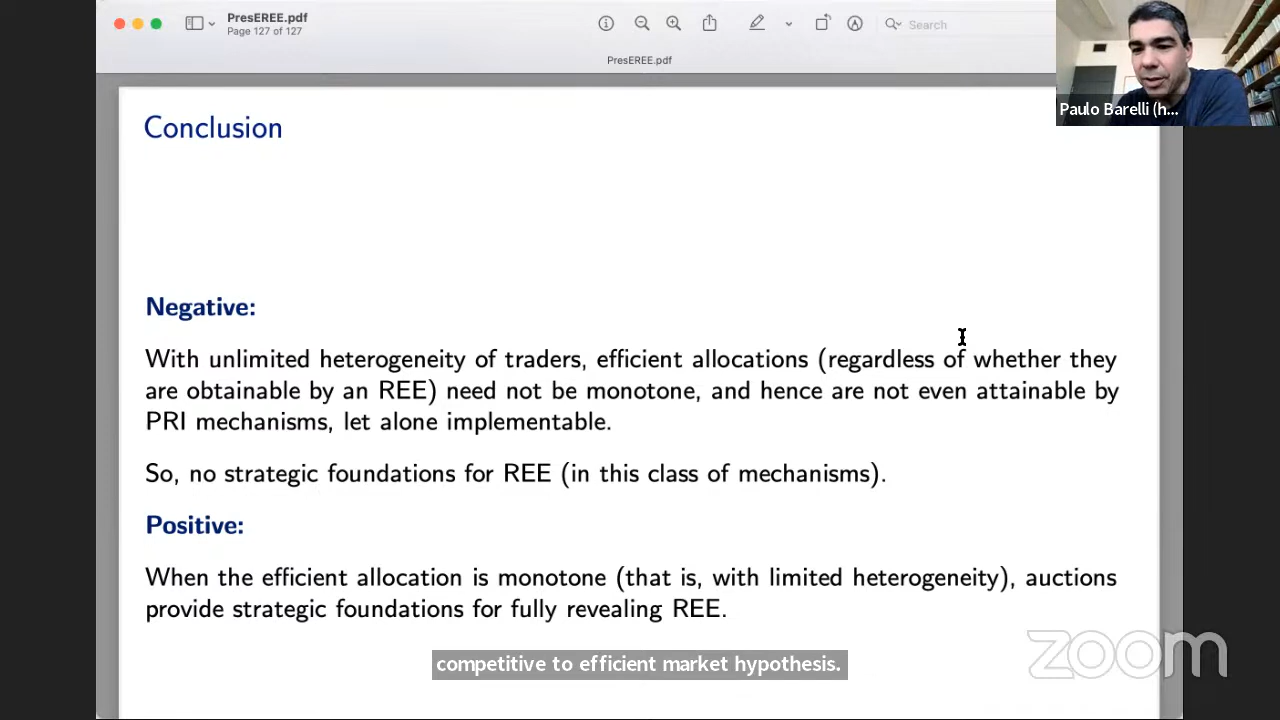 PresEREE.pdf
Page 127 of 127
Search
PresEREE.pdf
Paulo Barelli (h...
Conclusion
Negative:
With unlimited heterogeneity of traders, efficient allocations (regardless of whether they
are obtainable by an REE) need not be monotone, and hence are not even attainable by
PRI mechanisms, let alone implementable.
So, no strategic foundations for REE (in this class of mechanisms).
Positive:
When the efficient allocation is monotone (that is, with limited heterogeneity), auctions
provide strategic foundations for fully revealing REE.
competitive to efficient market hypothesis.
zoom